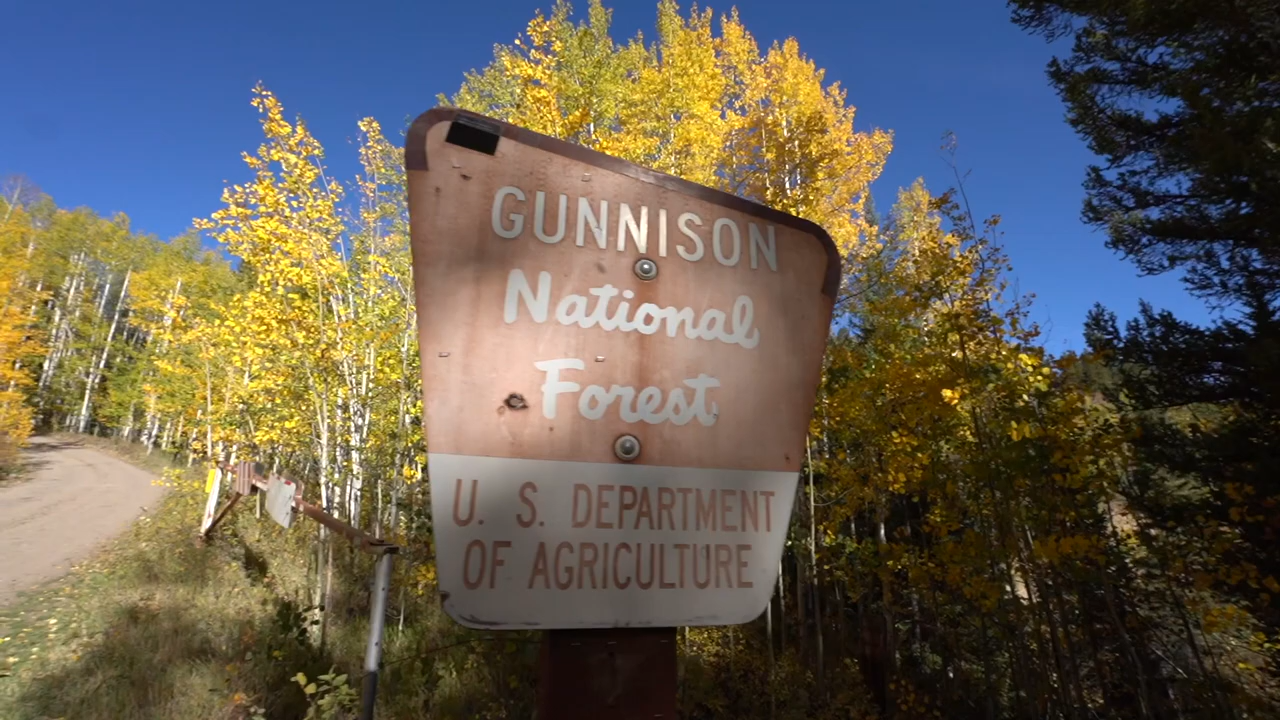 GUNNISON
National
Forest
U. S. DEPARTMENT
OF AGRICULTURE